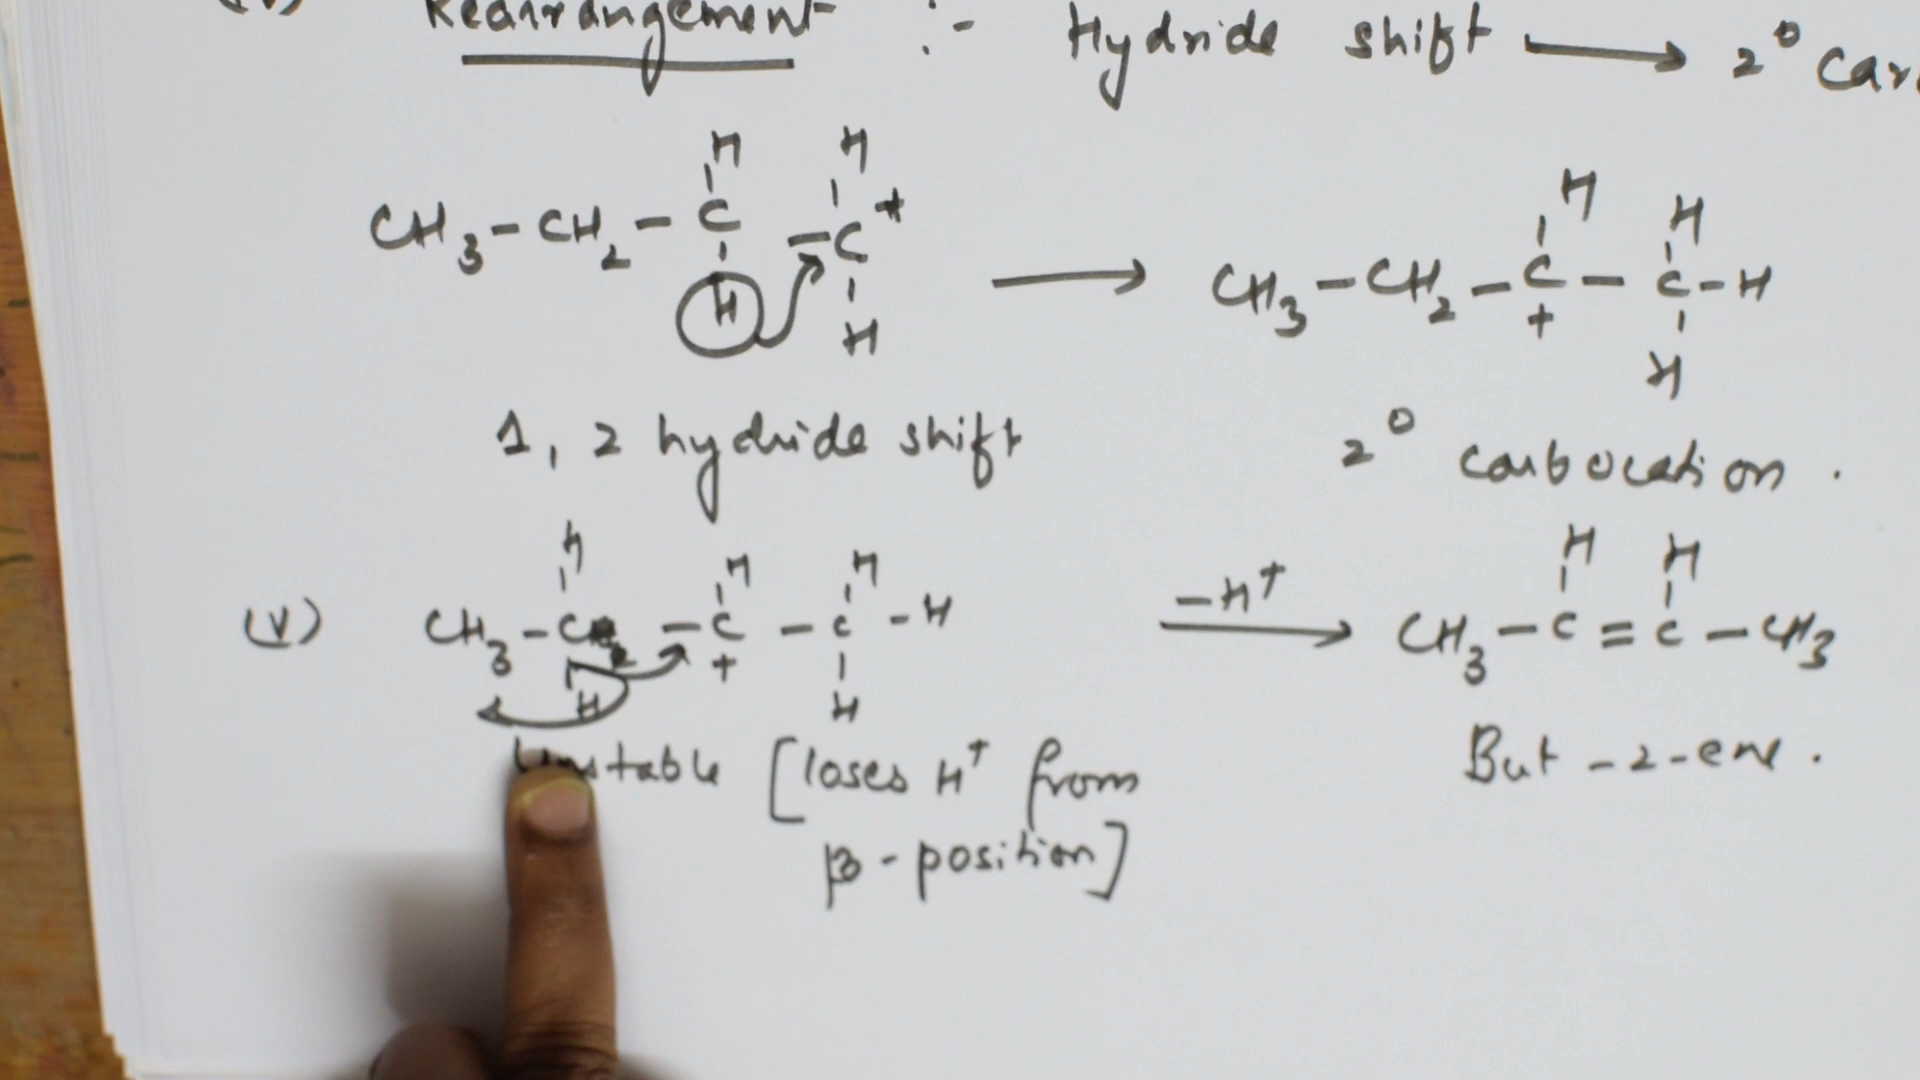 Rearrangement :- Hydride shift → 2° Car
H H
CH3-CH2-C -C+ → CH3-CH2-C-C-H
H H H H + H
1, 2 hydride shift 2° carbocation.
H H H H H
(V) CH3-C -C-C-H -H+ → CH3-C=C-CH3
H + H
Unstable [loses H+ from But-2-ene.
β-position]